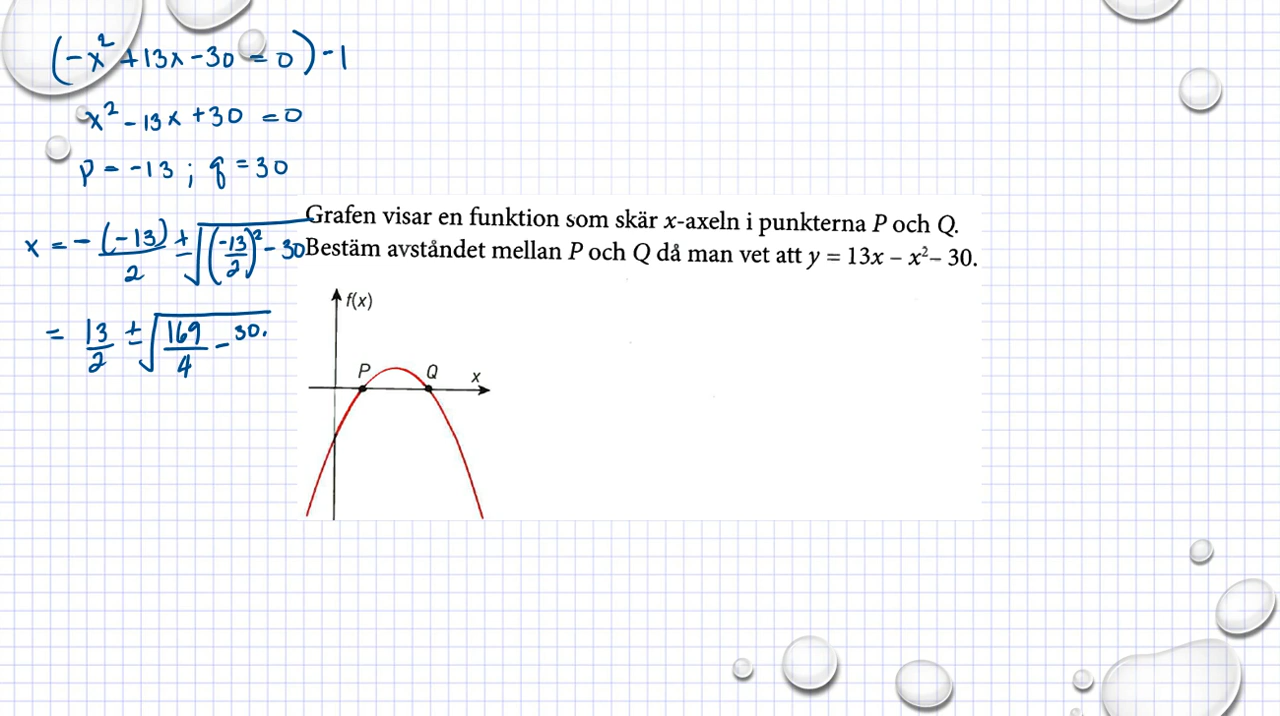 (-x² + 13x - 30 = 0) -1
x² - 13x + 30 = 0
p = -13 ; q = 30
x = -(-13)/2 ± √((-13/2)² - 30
= 13/2 ± √(169/4 - 30.
Grafen visar en funktion som skär x-axeln i punkterna P och Q.
Bestäm avståndet mellan P och Q då man vet att y = 13x – x² – 30.
f(x)
P Q x